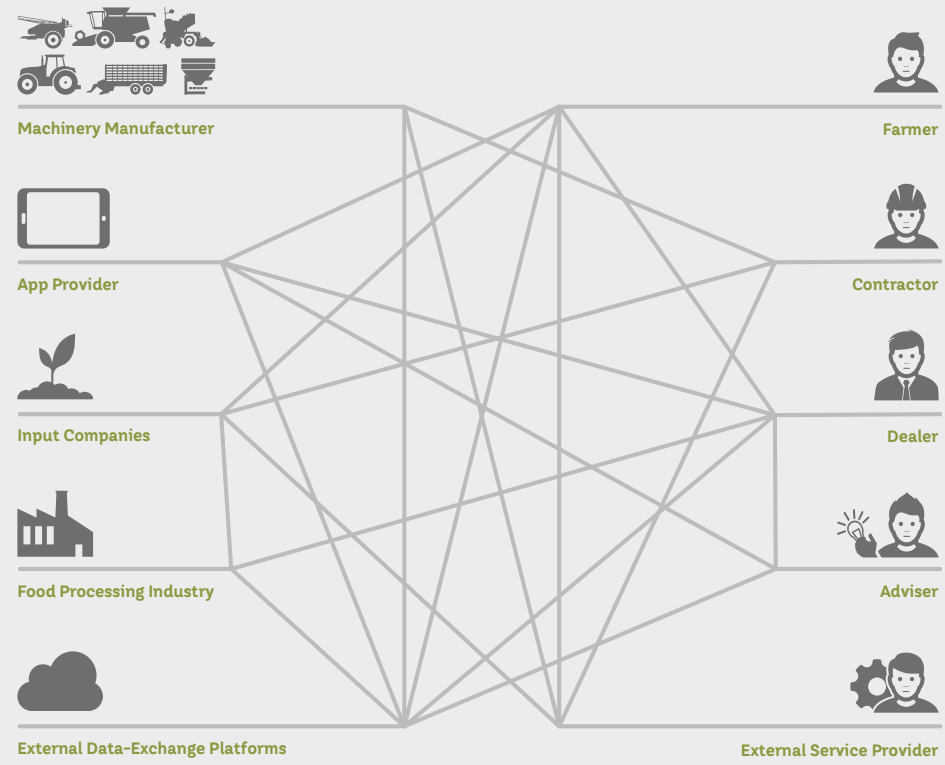 Machinery Manufacturer
Farmer
App Provider
Contractor
Input Companies
Dealer
Food Processing Industry
Adviser
External Data-Exchange Platforms
External Service Provider